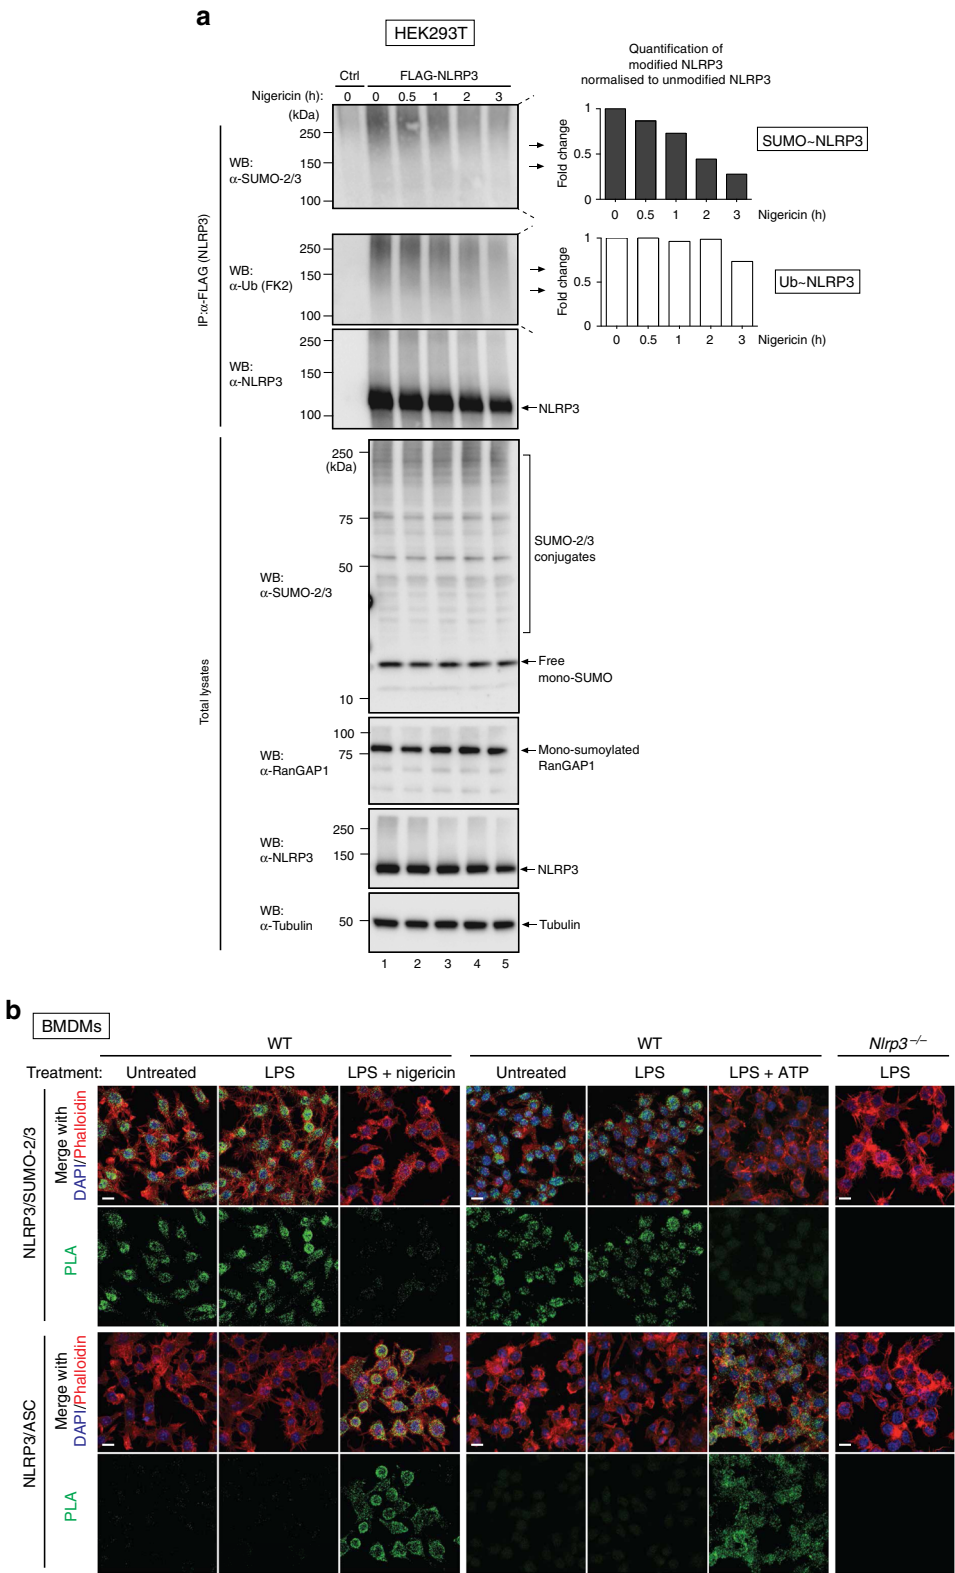 a
HEK293T
Ctrl FLAG-NLRP3
Nigericin (h): 0 0 0.5 1 2 3
(kDa)
250
150
100
WB:
α-SUMO-2/3
250
150
100
WB:
α-Ub (FK2)
250
150
100
WB:
α-NLRP3
NLRP3
IP:α-FLAG (NLRP3)
Quantification of
modified NLRP3
normalised to unmodified NLRP3
Fold change
1
0.5
0
0 0.5 1 2 3 Nigericin (h)
SUMO~NLRP3
Fold change
1
0.5
0
0 0.5 1 2 3 Nigericin (h)
Ub~NLRP3
Total lysates
250
(kDa)
75
50
10
WB:
α-SUMO-2/3
SUMO-2/3
conjugates
Free
mono-SUMO
100
75
WB:
α-RanGAP1
Mono-sumoylated
RanGAP1
250
150
WB:
α-NLRP3
NLRP3
WB:
α-Tubulin
50
Tubulin
1 2 3 4 5
b
BMDMs
WT WT Nlrp3−/−
Treatment: Untreated LPS LPS + nigericin Untreated LPS LPS + ATP LPS
NLRP3/SUMO-2/3
Merge with
DAPI/Phalloidin
PLA
NLRP3/ASC
Merge with
DAPI/Phalloidin
PLA